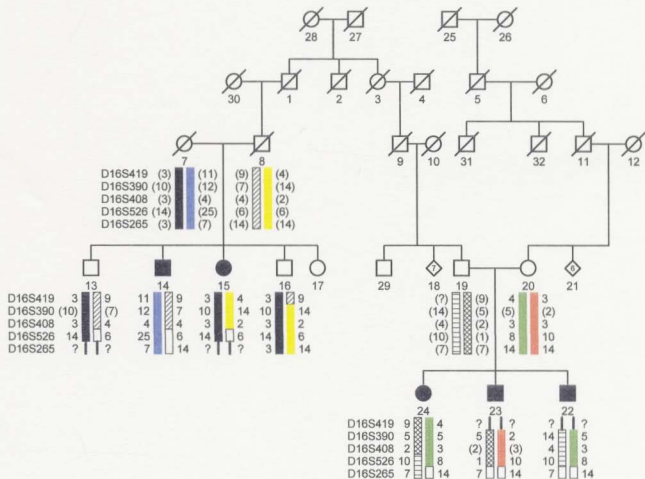 28 27 25 26
30 1 2 3 4 5 6
7 8 9 10 31 32 11 12
D16S419 (3) (11) (9) (4)
D16S390 (10) (12) (7) (14)
D16S408 (3) (4) (4) (2)
D16S526 (14) (25) (6) (6)
D16S265 (3) (7) (14) (14)
13 14 15 16 17 29 7 18 19 20 6 21
D16S419 3 9 11 9 3 4 3 9 (?) (9) 4 3
D16S390 (10) (7) 12 7 10 14 10 14 (14) (5) (5) (2)
D16S408 3 4 4 4 3 2 3 2 (4) (2) 3 3
D16S526 14 6 25 6 14 6 14 6 (10) (1) 8 10
D16S265 ? ? 7 14 ? ? 3 14 (7) (7) 14 14
24 23 22
D16S419 9 4 ? ? ? ?
D16S390 5 5 5 2 14 5
D16S408 2 3 (2) (3) 4 3
D16S526 10 8 1 10 10 8
D16S265 7 14 7 14 7 14